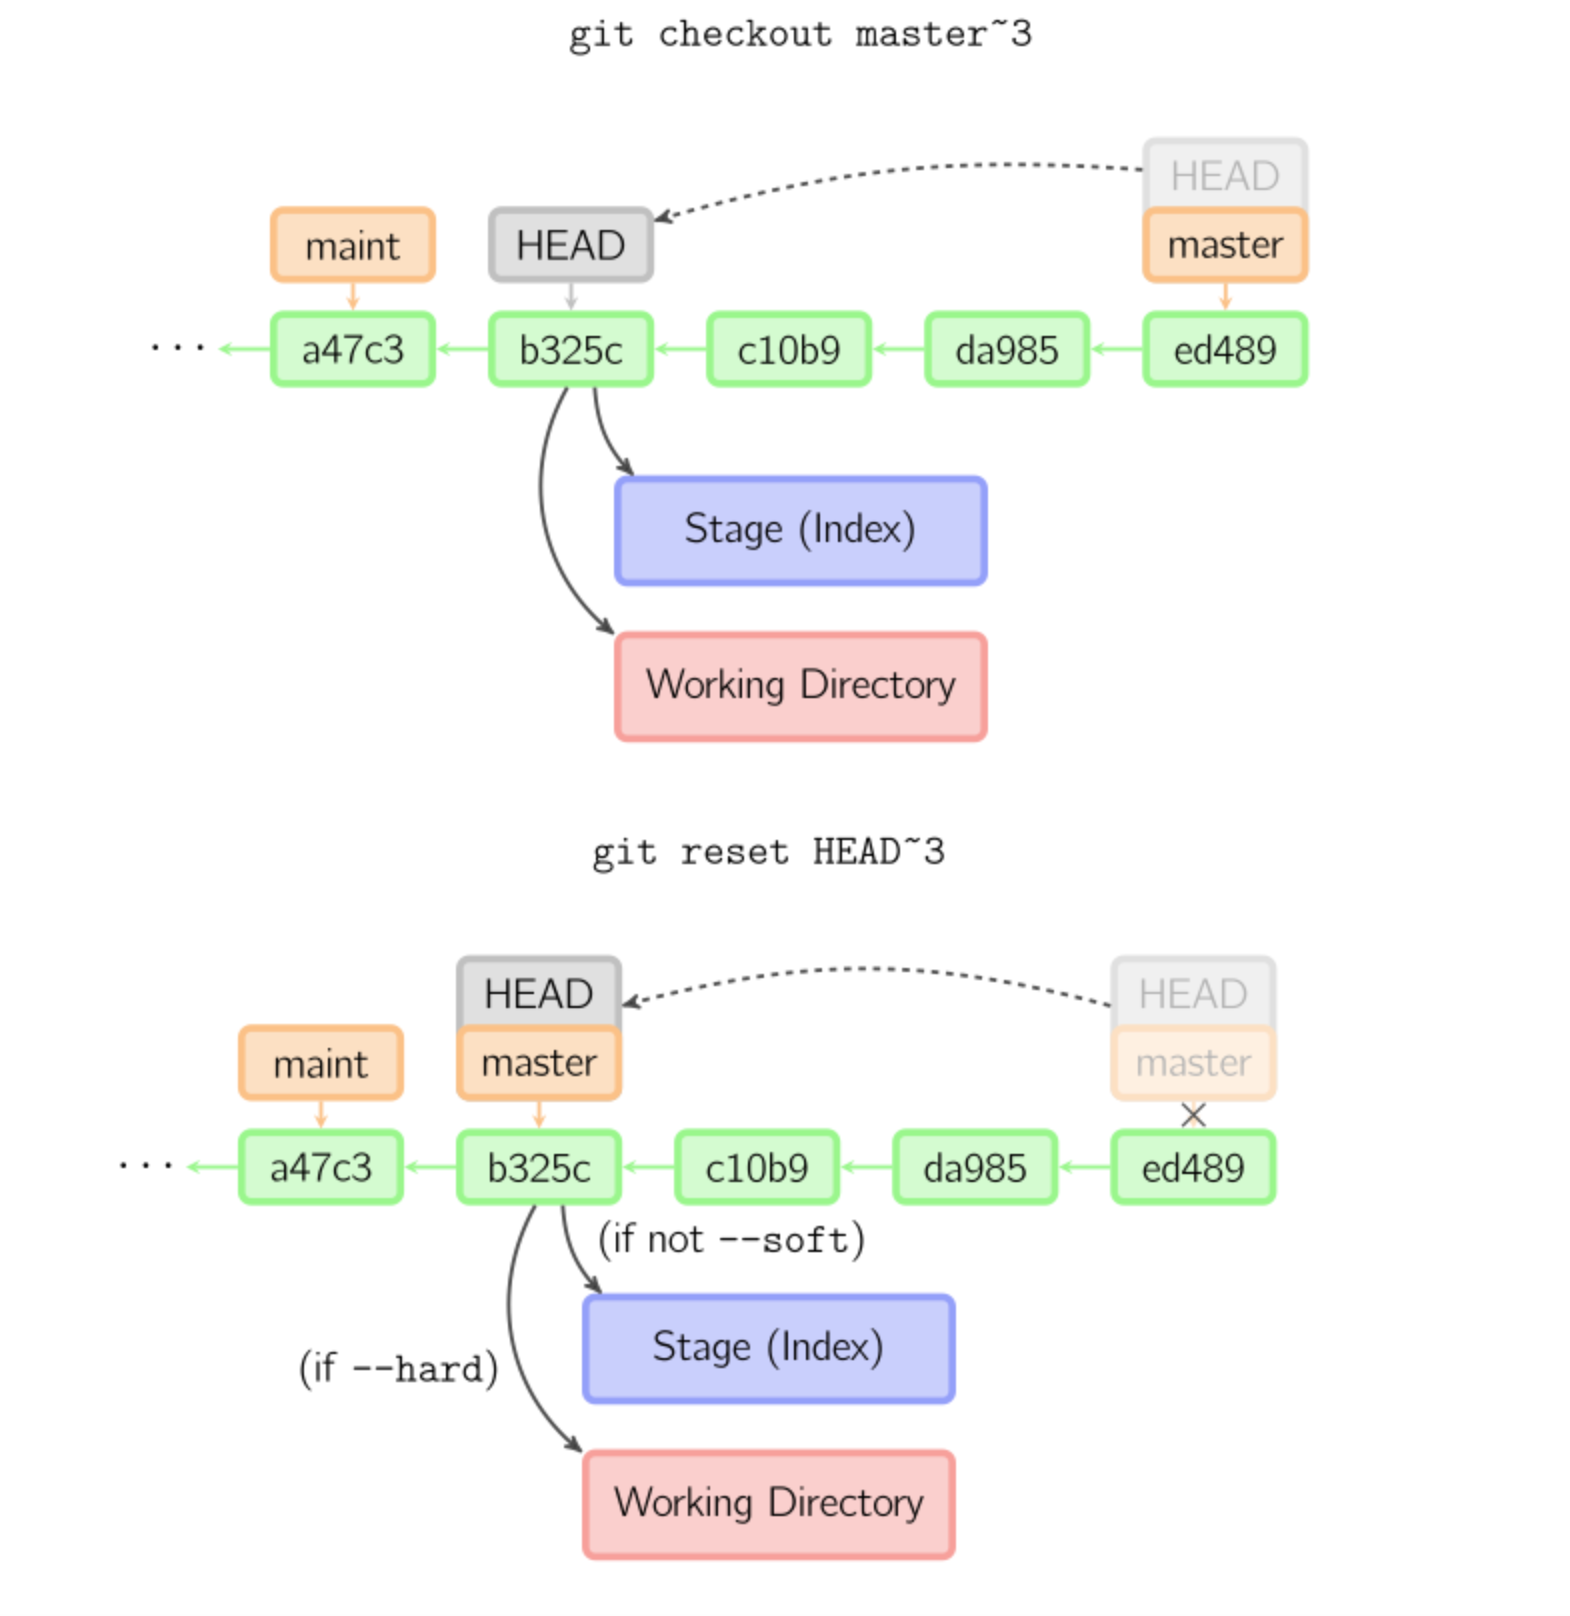 git checkout master~3
HEAD
maint HEAD master
... a47c3 b325c c10b9 da985 ed489
Stage (Index)
Working Directory
git reset HEAD~3
HEAD HEAD
maint master master
... a47c3 b325c c10b9 da985 ed489
(if not --soft)
Stage (Index)
(if --hard)
Working Directory